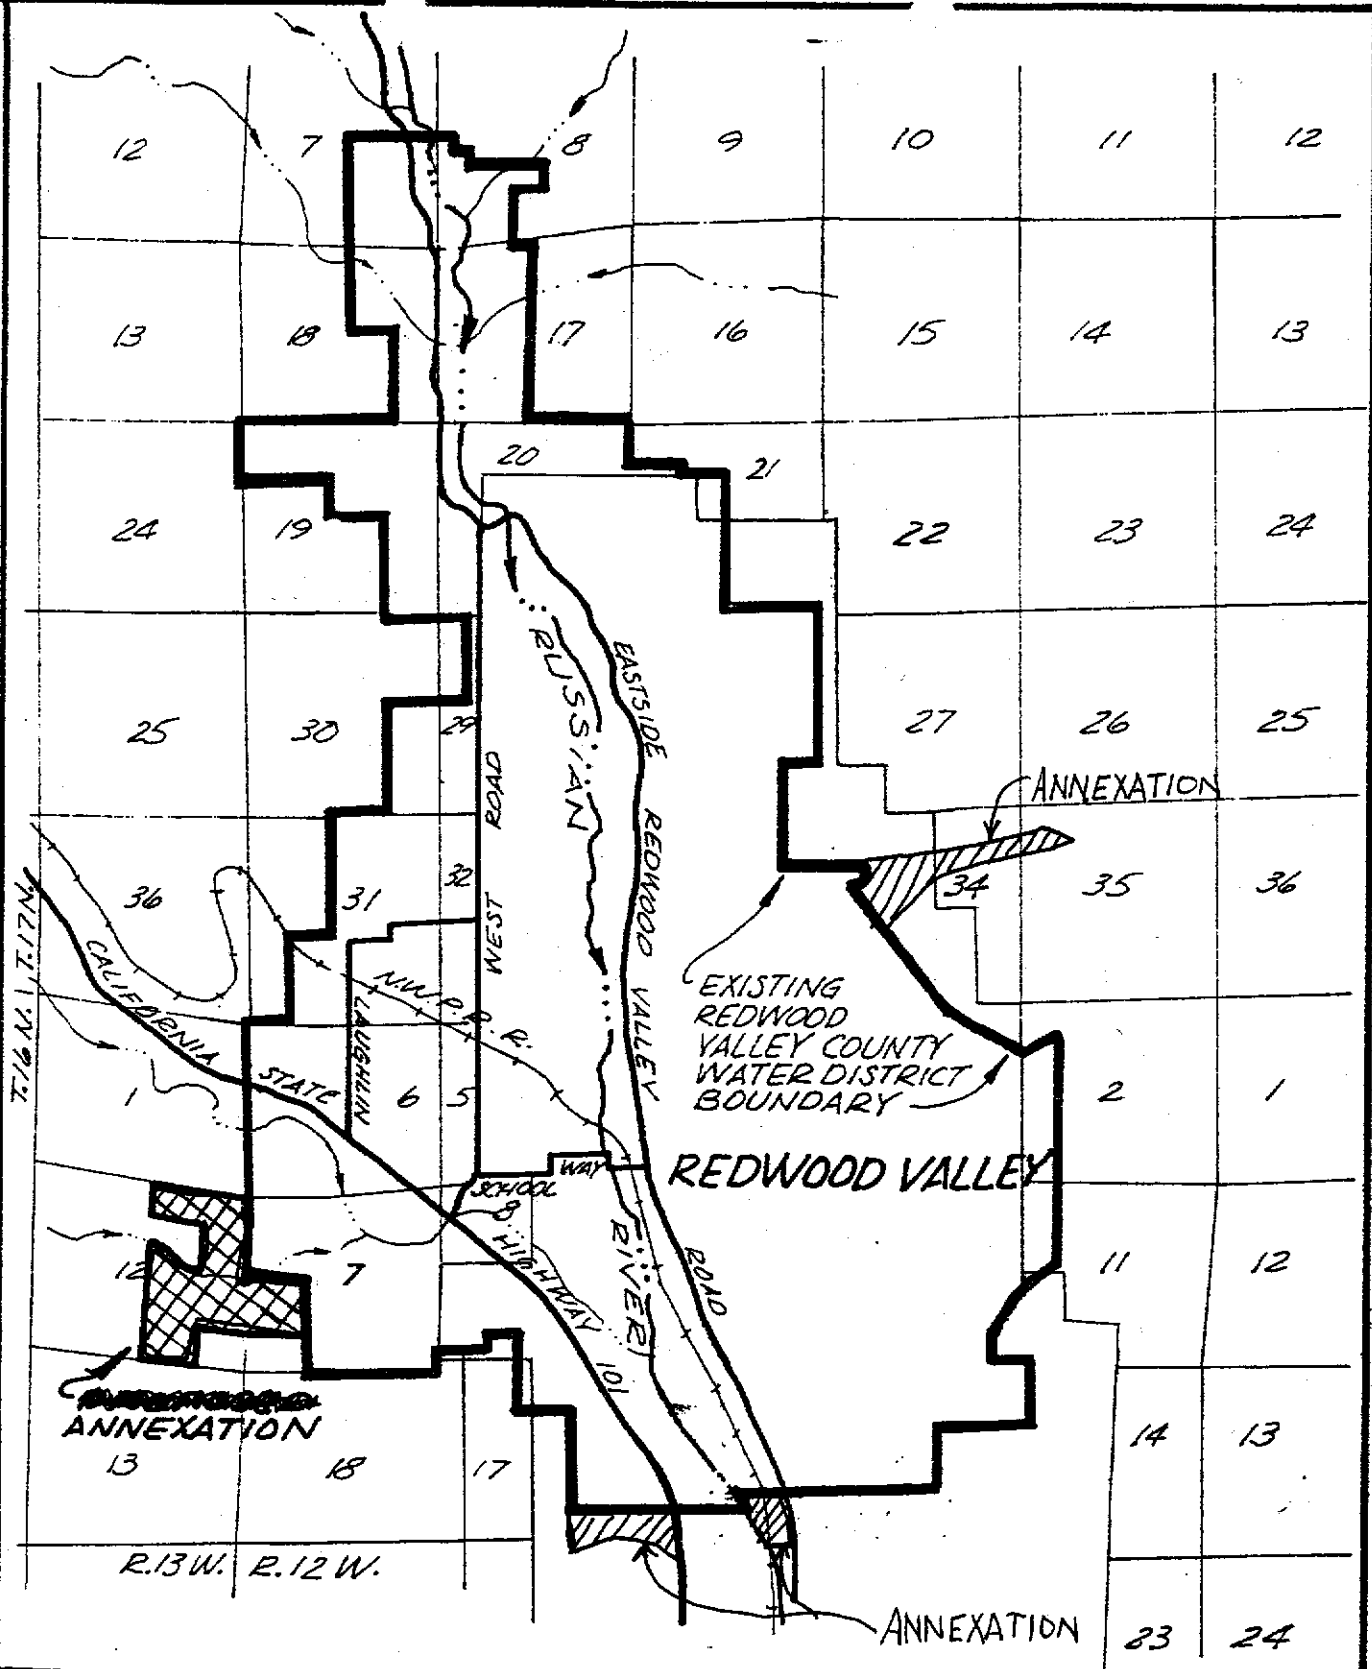 12 7 8 9 10 11 12
13 18 17 16 15 14 13
20 21
24 19 22 23 24
RUSSIAN
EASTSIDE
25 30 29 27 26 25
ROAD
ANNEXATION
REDWOOD
36 31 32 34 35 36
WEST
T.16 N. T.17 N.
CALIFORNIA
N.W.P.R.R.
VALLEY
EXISTING
REDWOOD
VALLEY COUNTY
WATER DISTRICT
BOUNDARY
LAUGHLIN
STATE
1 6 5 2 1
WAY
REDWOOD VALLEY
SCHOOL
8
HIGHWAY
RIVER
ROAD
12 7 11 12
101
ANNEXATION
13 18 17 14 13
R.13 W. R.12 W.
ANNEXATION
23 24